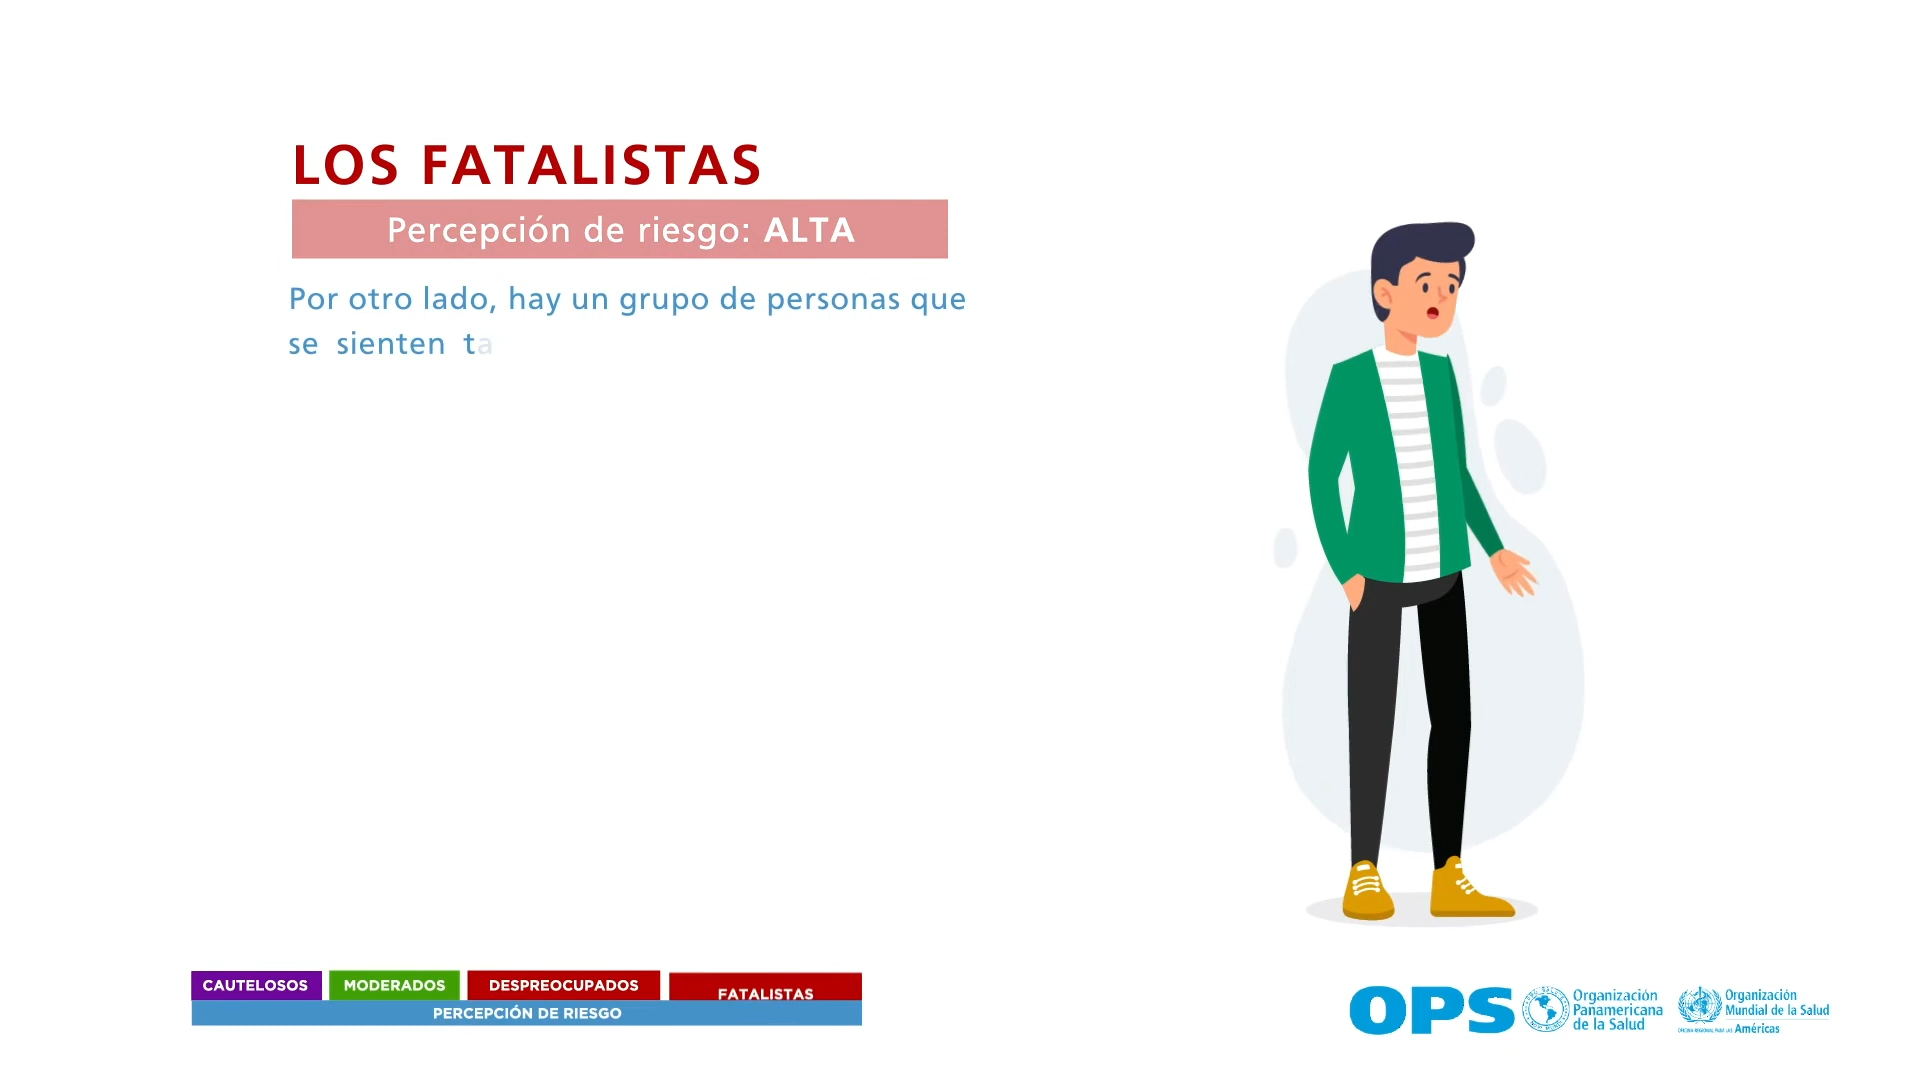 LOS FATALISTAS
Percepción de riesgo: ALTA
Por otro lado, hay un grupo de personas que
se sienten ta
CAUTELOSOS MODERADOS DESPREOCUPADOS FATALISTAS
PERCEPCIÓN DE RIESGO
OPS
Organización
Panamericana
de la Salud
Organización
Mundial de la Salud
Américas